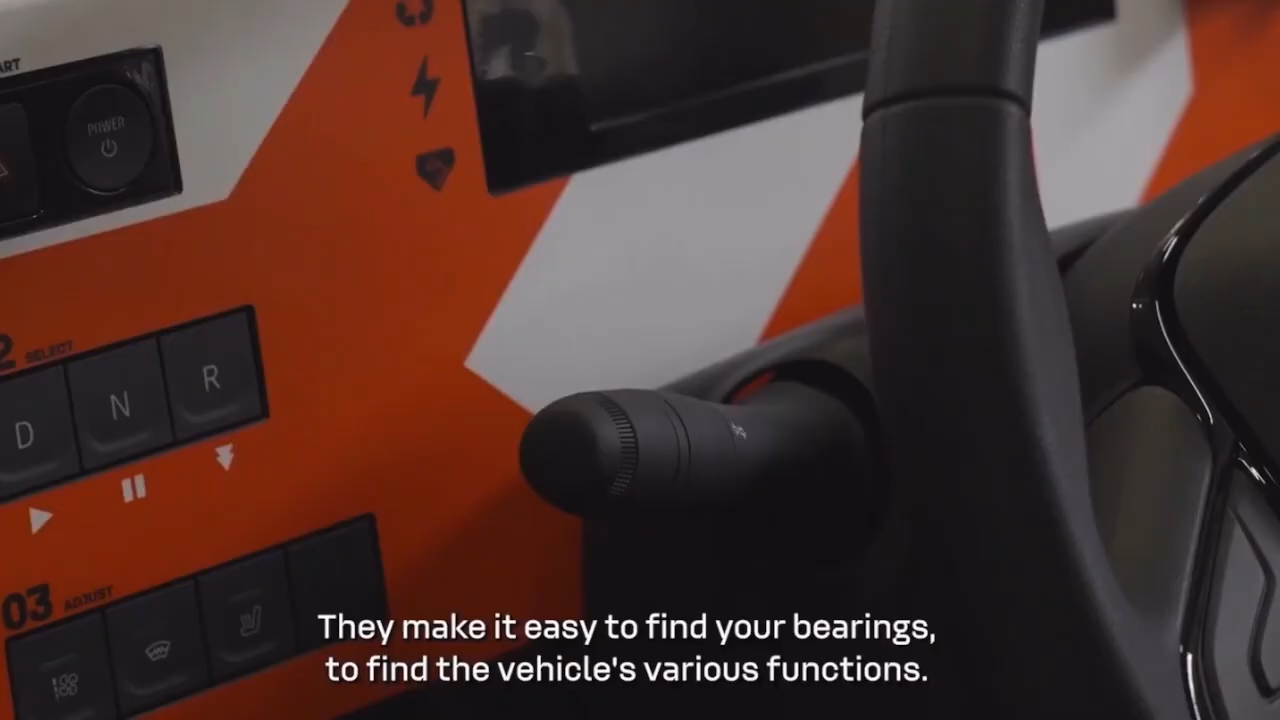 ART
POWER
2 SELECT
D N R
03 ADJUST
They make it easy to find your bearings,
to find the vehicle's various functions.